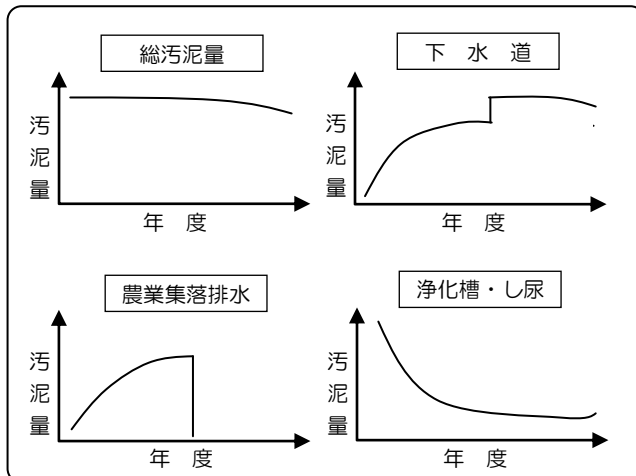 総汚泥量
汚泥量
年 度
下 水 道
汚泥量
年 度
農業集落排水
汚泥量
年 度
浄化槽・し尿
汚泥量
年 度